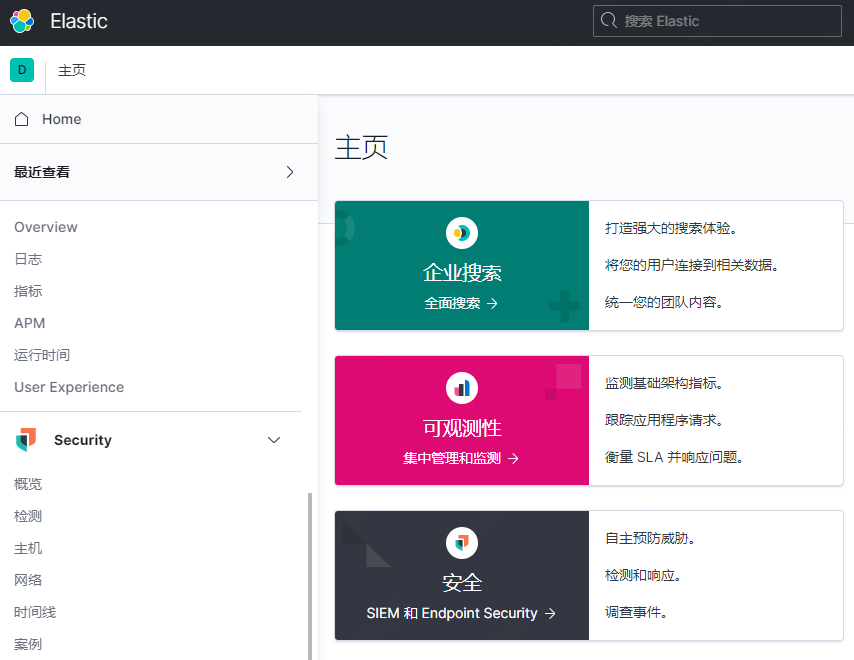 Elastic
搜索 Elastic
D
主页
Home
最近查看
Overview
日志
指标
APM
运行时间
User Experience
Security
概览
检测
主机
网络
时间线
案例
主页
企业搜索
全面搜索 →
打造强大的搜索体验。
将您的用户连接到相关数据。
统一您的团队内容。
可观测性
集中管理和监测 →
监测基础架构指标。
跟踪应用程序请求。
衡量 SLA 并响应问题。
安全
SIEM 和 Endpoint Security →
自主预防威胁。
检测和响应。
调查事件。